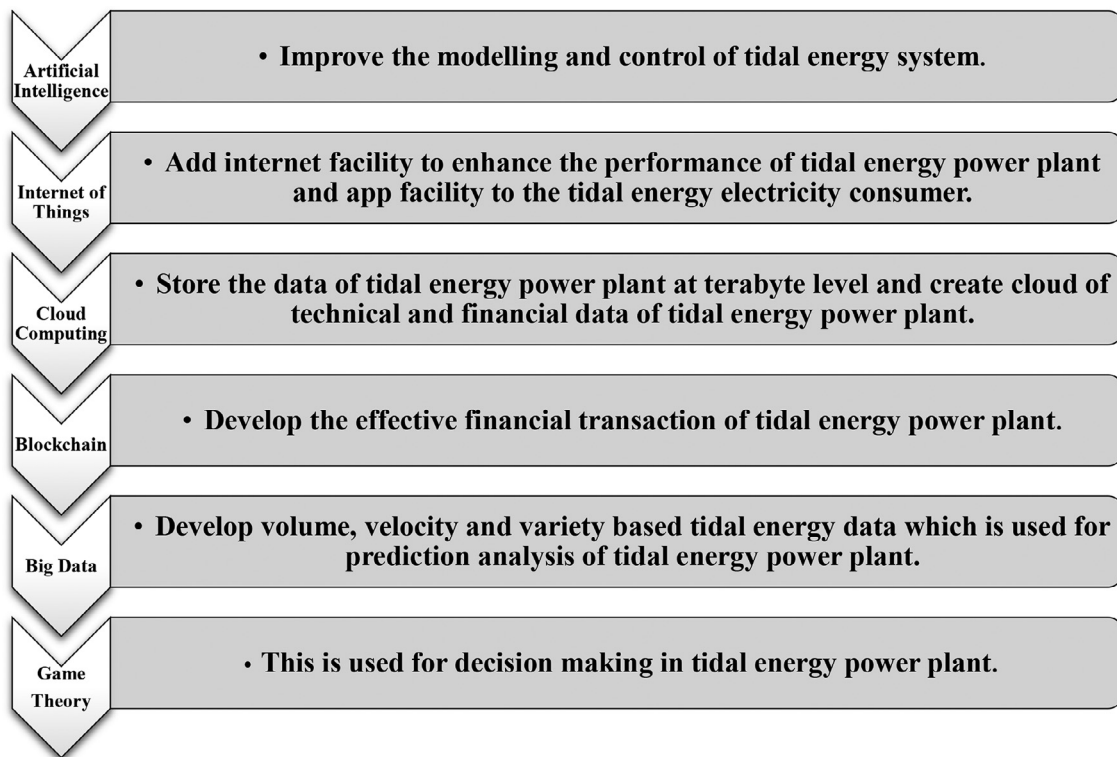 Artificial
Intelligence
• Improve the modelling and control of tidal energy system.
Internet of
Things
• Add internet facility to enhance the performance of tidal energy power plant
and app facility to the tidal energy electricity consumer.
Cloud
Computing
• Store the data of tidal energy power plant at terabyte level and create cloud of
technical and financial data of tidal energy power plant.
Blockchain
• Develop the effective financial transaction of tidal energy power plant.
Big Data
• Develop volume, velocity and variety based tidal energy data which is used for
prediction analysis of tidal energy power plant.
Game
Theory
• This is used for decision making in tidal energy power plant.